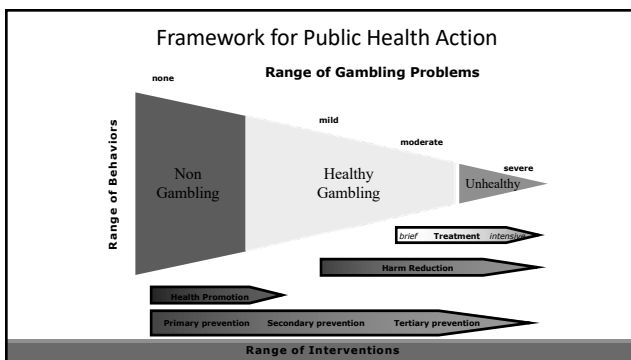 Framework for Public Health Action
Range of Gambling Problems
none
mild
moderate
severe
Range of Behaviors
Non
Gambling
Healthy
Gambling
Unhealthy
brief Treatment intensive
Harm Reduction
Health Promotion
Primary prevention Secondary prevention Tertiary prevention
Range of Interventions